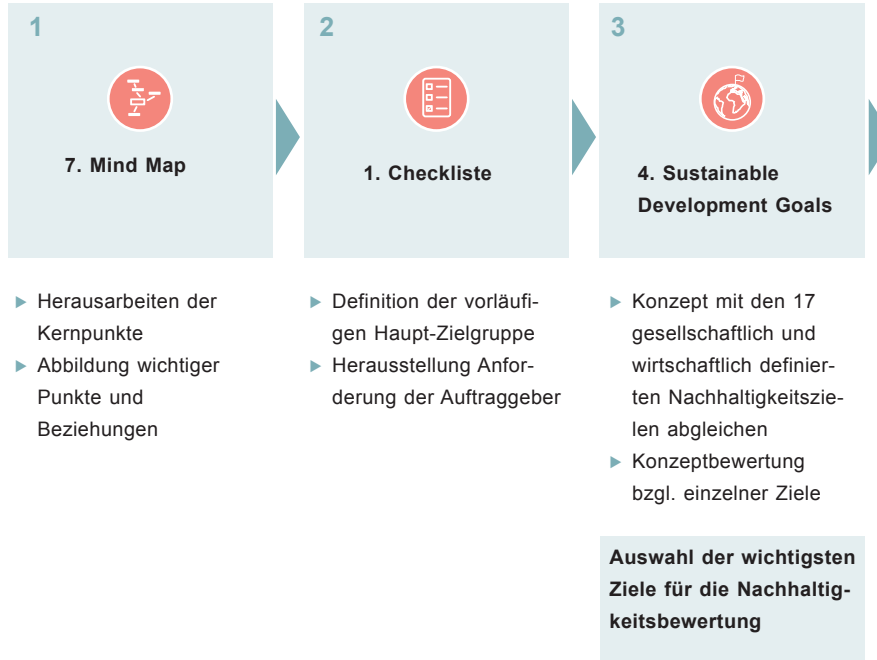 1
7. Mind Map
▶ Herausarbeiten der
Kernpunkte
▶ Abbildung wichtiger
Punkte und
Beziehungen
2
1. Checkliste
▶ Definition der vorläufi-
gen Haupt-Zielgruppe
▶ Herausstellung Anfor-
derung der Auftraggeber
3
4. Sustainable
Development Goals
▶ Konzept mit den 17
gesellschaftlich und
wirtschaftlich definier-
ten Nachhaltigkeitszie-
len abgleichen
▶ Konzeptbewertung
bzgl. einzelner Ziele
Auswahl der wichtigsten
Ziele für die Nachhaltig-
keitsbewertung